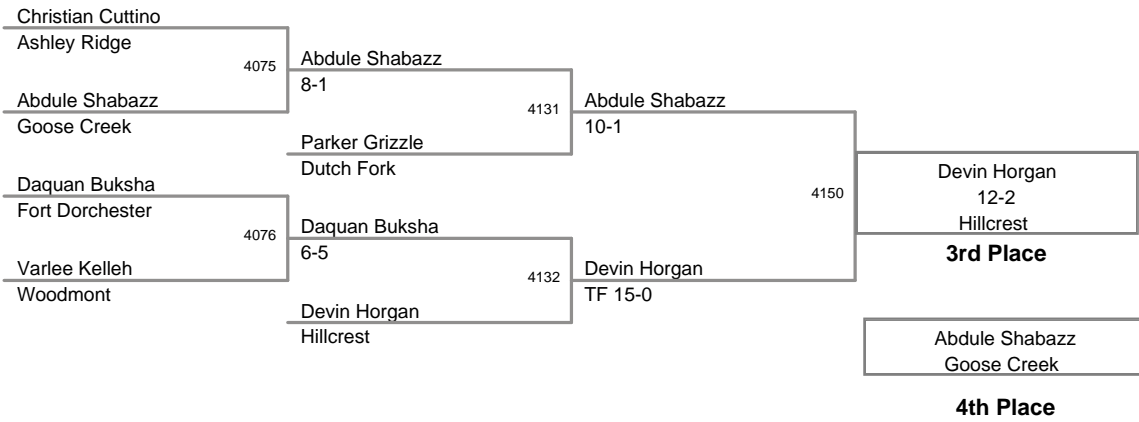 Christian Cuttino
Ashley Ridge
4075
Abdule Shabazz
8-1
Abdule Shabazz
Goose Creek
4131
Abdule Shabazz
10-1
Parker Grizzle
Dutch Fork
Daquan Buksha
Fort Dorchester
4076
Daquan Buksha
6-5
Varlee Kelleh
Woodmont
4132
Devin Horgan
TF 15-0
Devin Horgan
Hillcrest
4150
Devin Horgan
12-2
Hillcrest
3rd Place
Abdule Shabazz
Goose Creek
4th Place